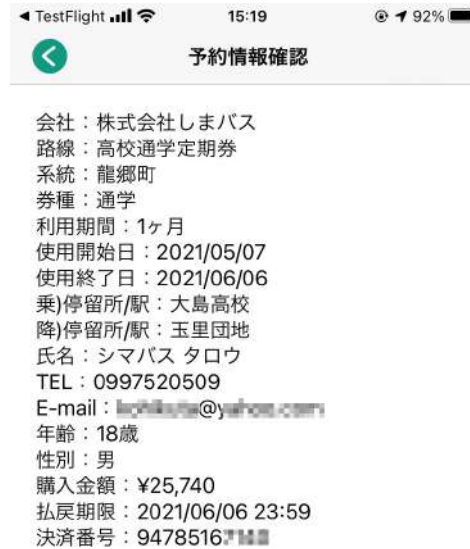 TestFlight 15:19 92%
予約情報確認
会社：株式会社しまバス
路線：高校通学定期券
系統：龍郷町
券種：通学
利用期間：1ヶ月
使用開始日：2021/05/07
使用終了日：2021/06/06
乗)停留所/駅：大島高校
降)停留所/駅：玉里団地
氏名：シマバス タロウ
TEL：0997520509
E-mail：
年齢：18歳
性別：男
購入金額：¥25,740
払戻期限：2021/06/06 23:59
決済番号：9478516